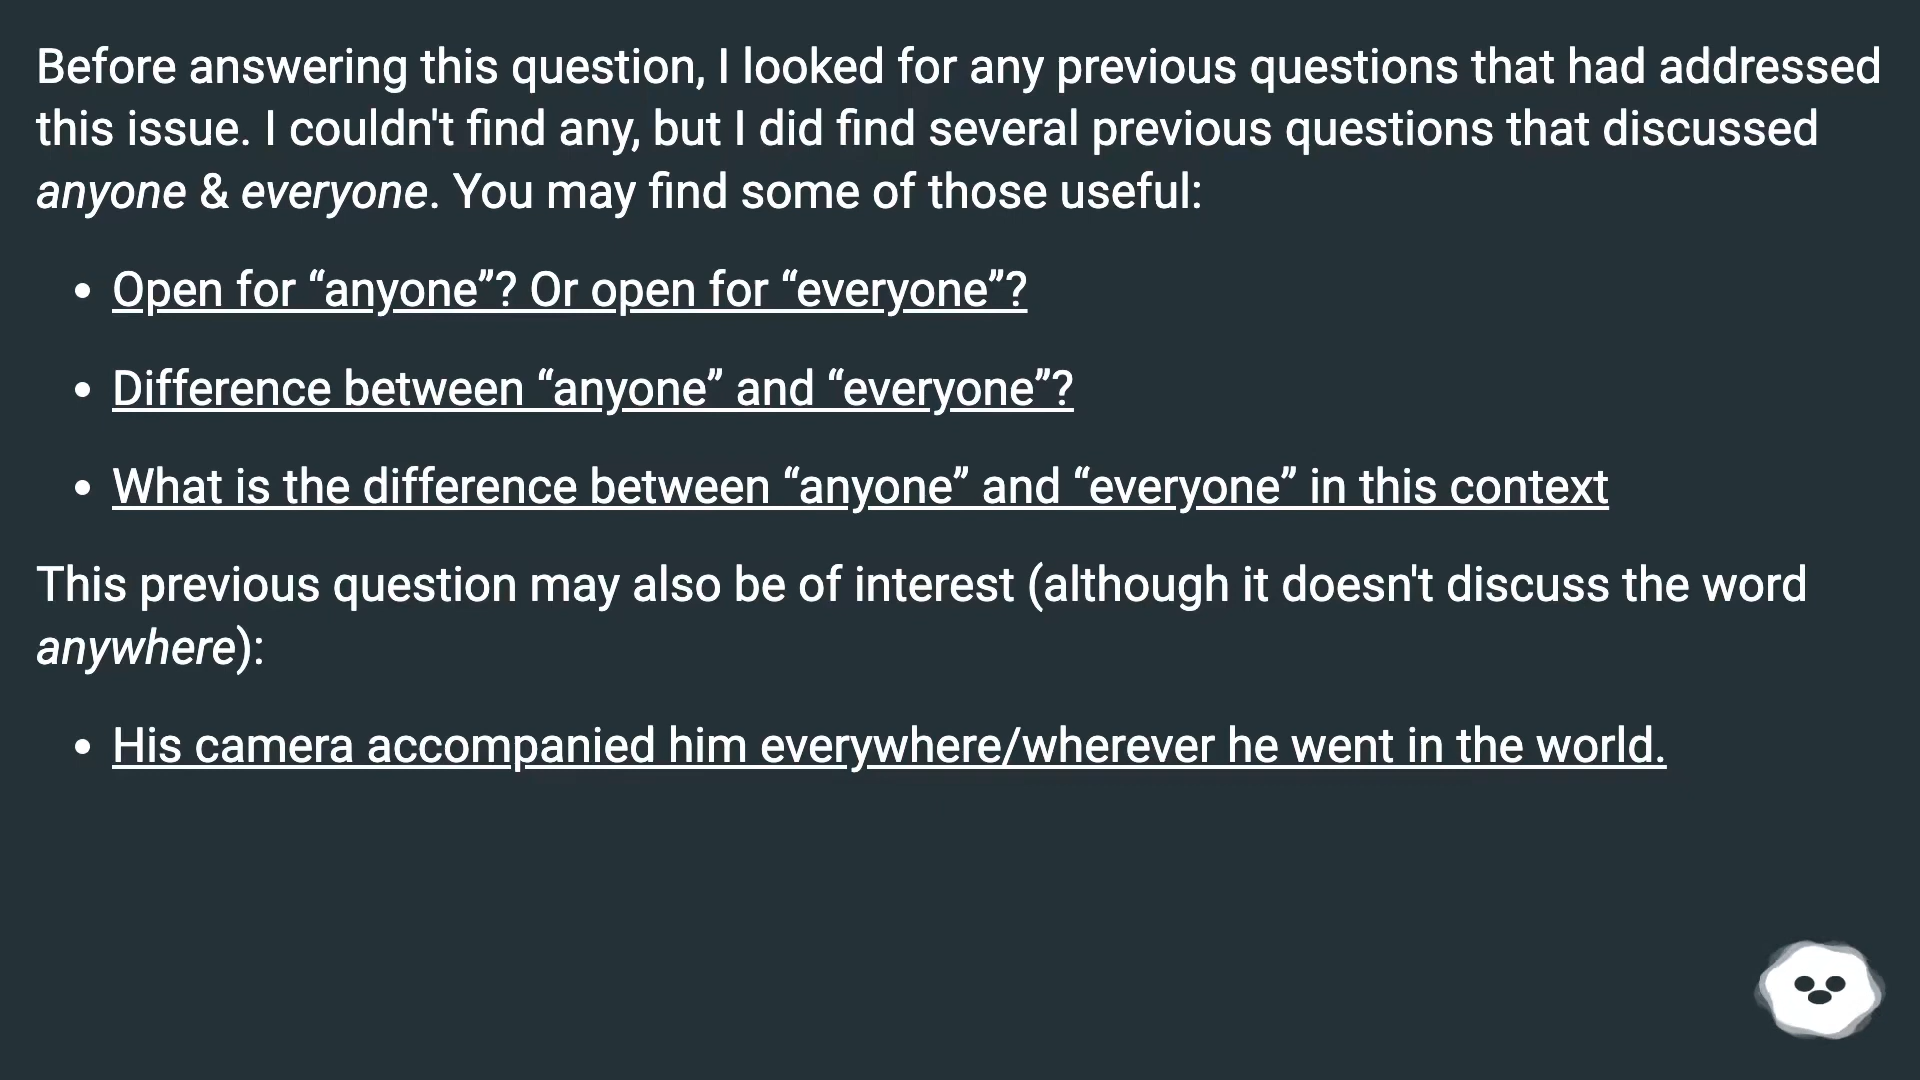 Before answering this question, I looked for any previous questions that had addressed
this issue. I couldn't find any, but I did find several previous questions that discussed
anyone & everyone. You may find some of those useful:
• Open for “anyone”? Or open for “everyone”?
• Difference between “anyone” and “everyone”?
• What is the difference between “anyone” and “everyone” in this context
This previous question may also be of interest (although it doesn't discuss the word
anywhere):
• His camera accompanied him everywhere/wherever he went in the world.